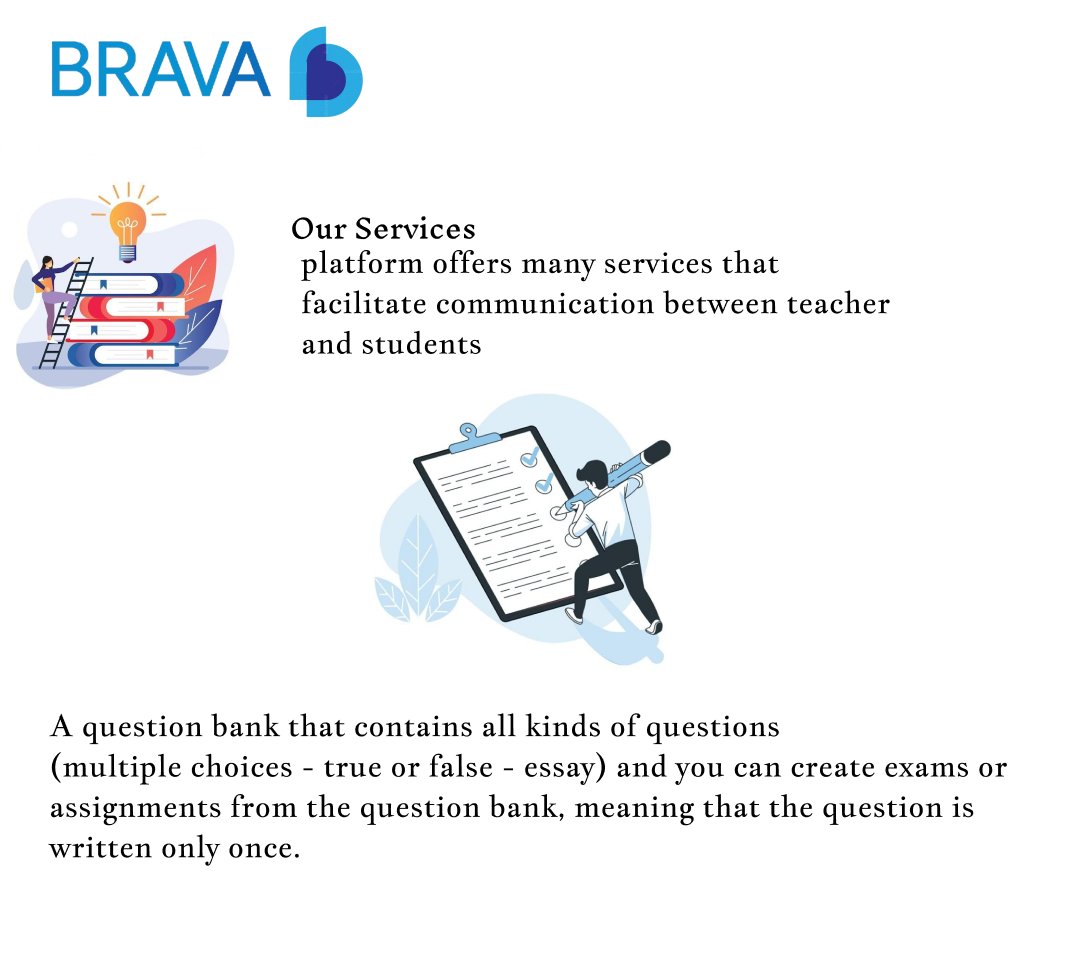 BRAVA
Our Services
platform offers many services that
facilitate communication between teacher
and students
A question bank that contains all kinds of questions
(multiple choices - true or false - essay) and you can create exams or
assignments from the question bank, meaning that the question is
written only once.